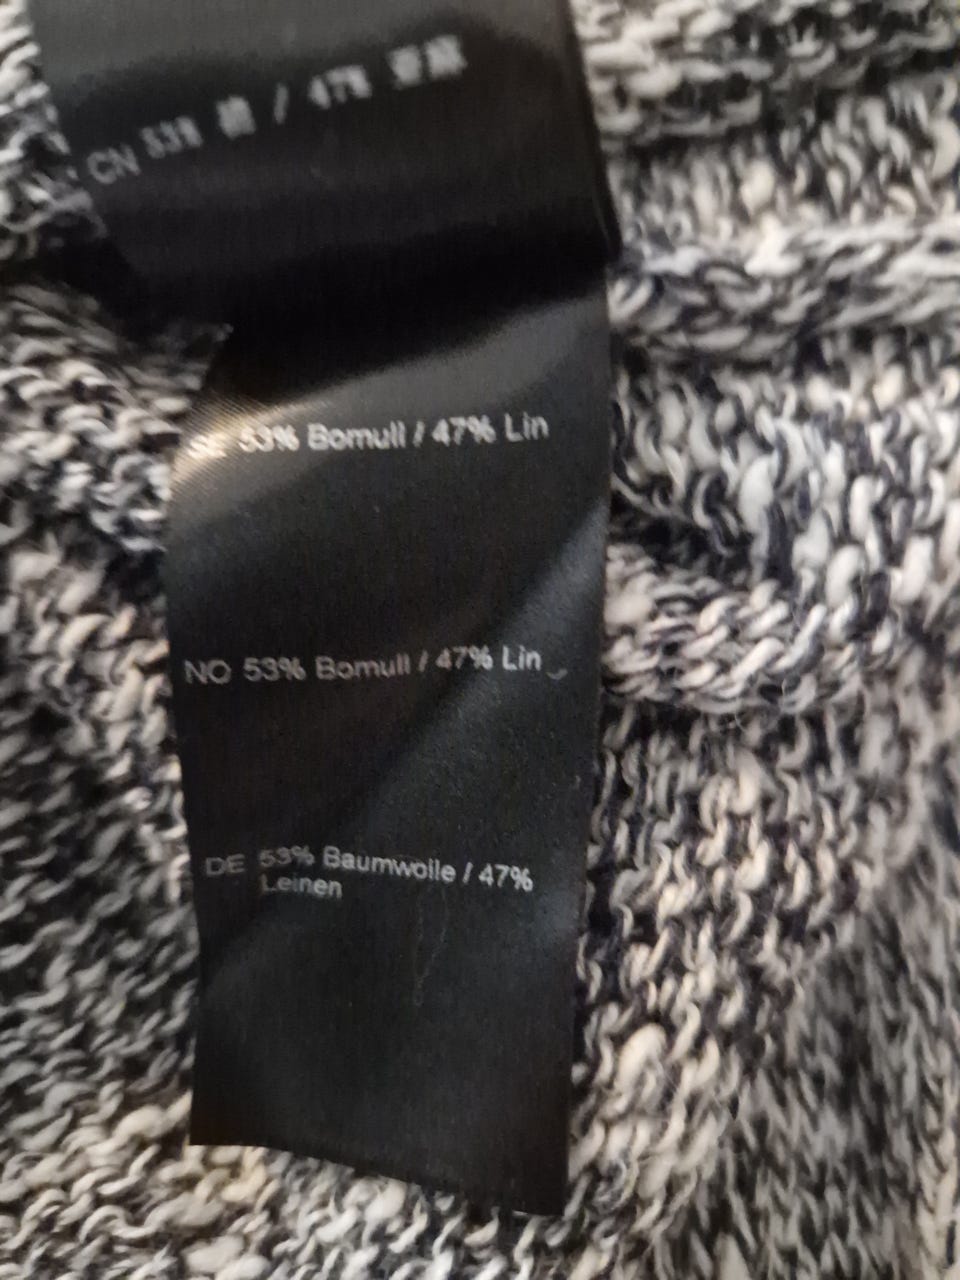 CN 53% 棉 / 47% 亚麻
SE 53% Bomull / 47% Lin
NO 53% Bomull / 47% Lin
DE 53% Baumwolle / 47%
Leinen